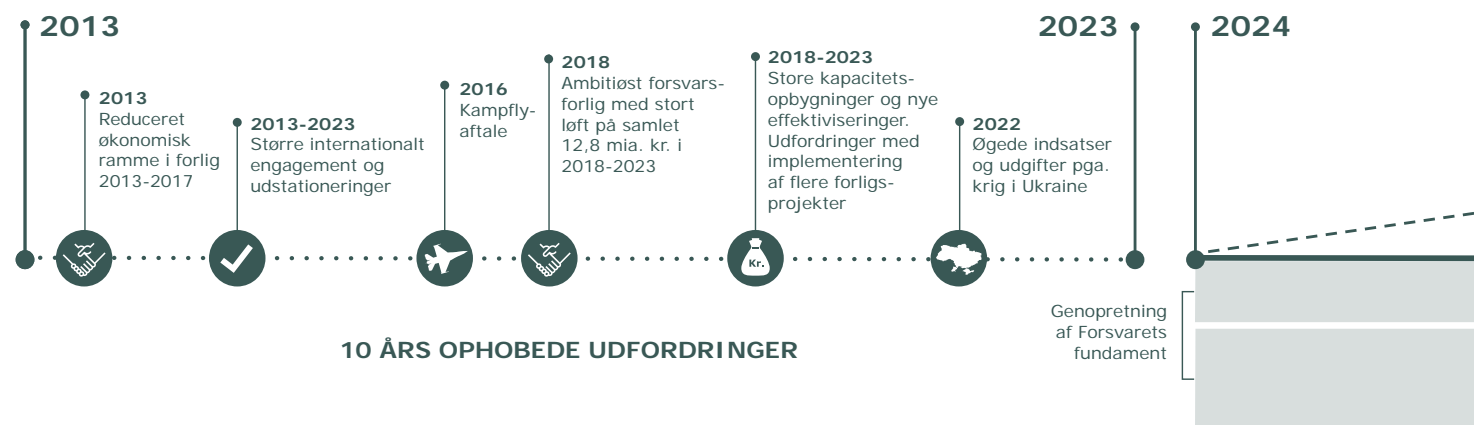 2013
2023
2024
2013
Reduceret
økonomisk
ramme i forlig
2013-2017
2013-2023
Større internationalt
engagement og
udstationeringer
2016
Kampfly-
aftale
2018
Ambitiøst forsvars-
forlig med stort
løft på samlet
12,8 mia. kr. i
2018-2023
2018-2023
Store kapacitets-
opbygninger og nye
effektiviseringer.
Udfordringer med
implementering
af flere forligs-
projekter
2022
Øgede indsatser
og udgifter pga.
krig i Ukraine
Kr.
Genopretning
af Forsvarets
fundament
10 ÅRS OPHOBEDE UDFORDRINGER